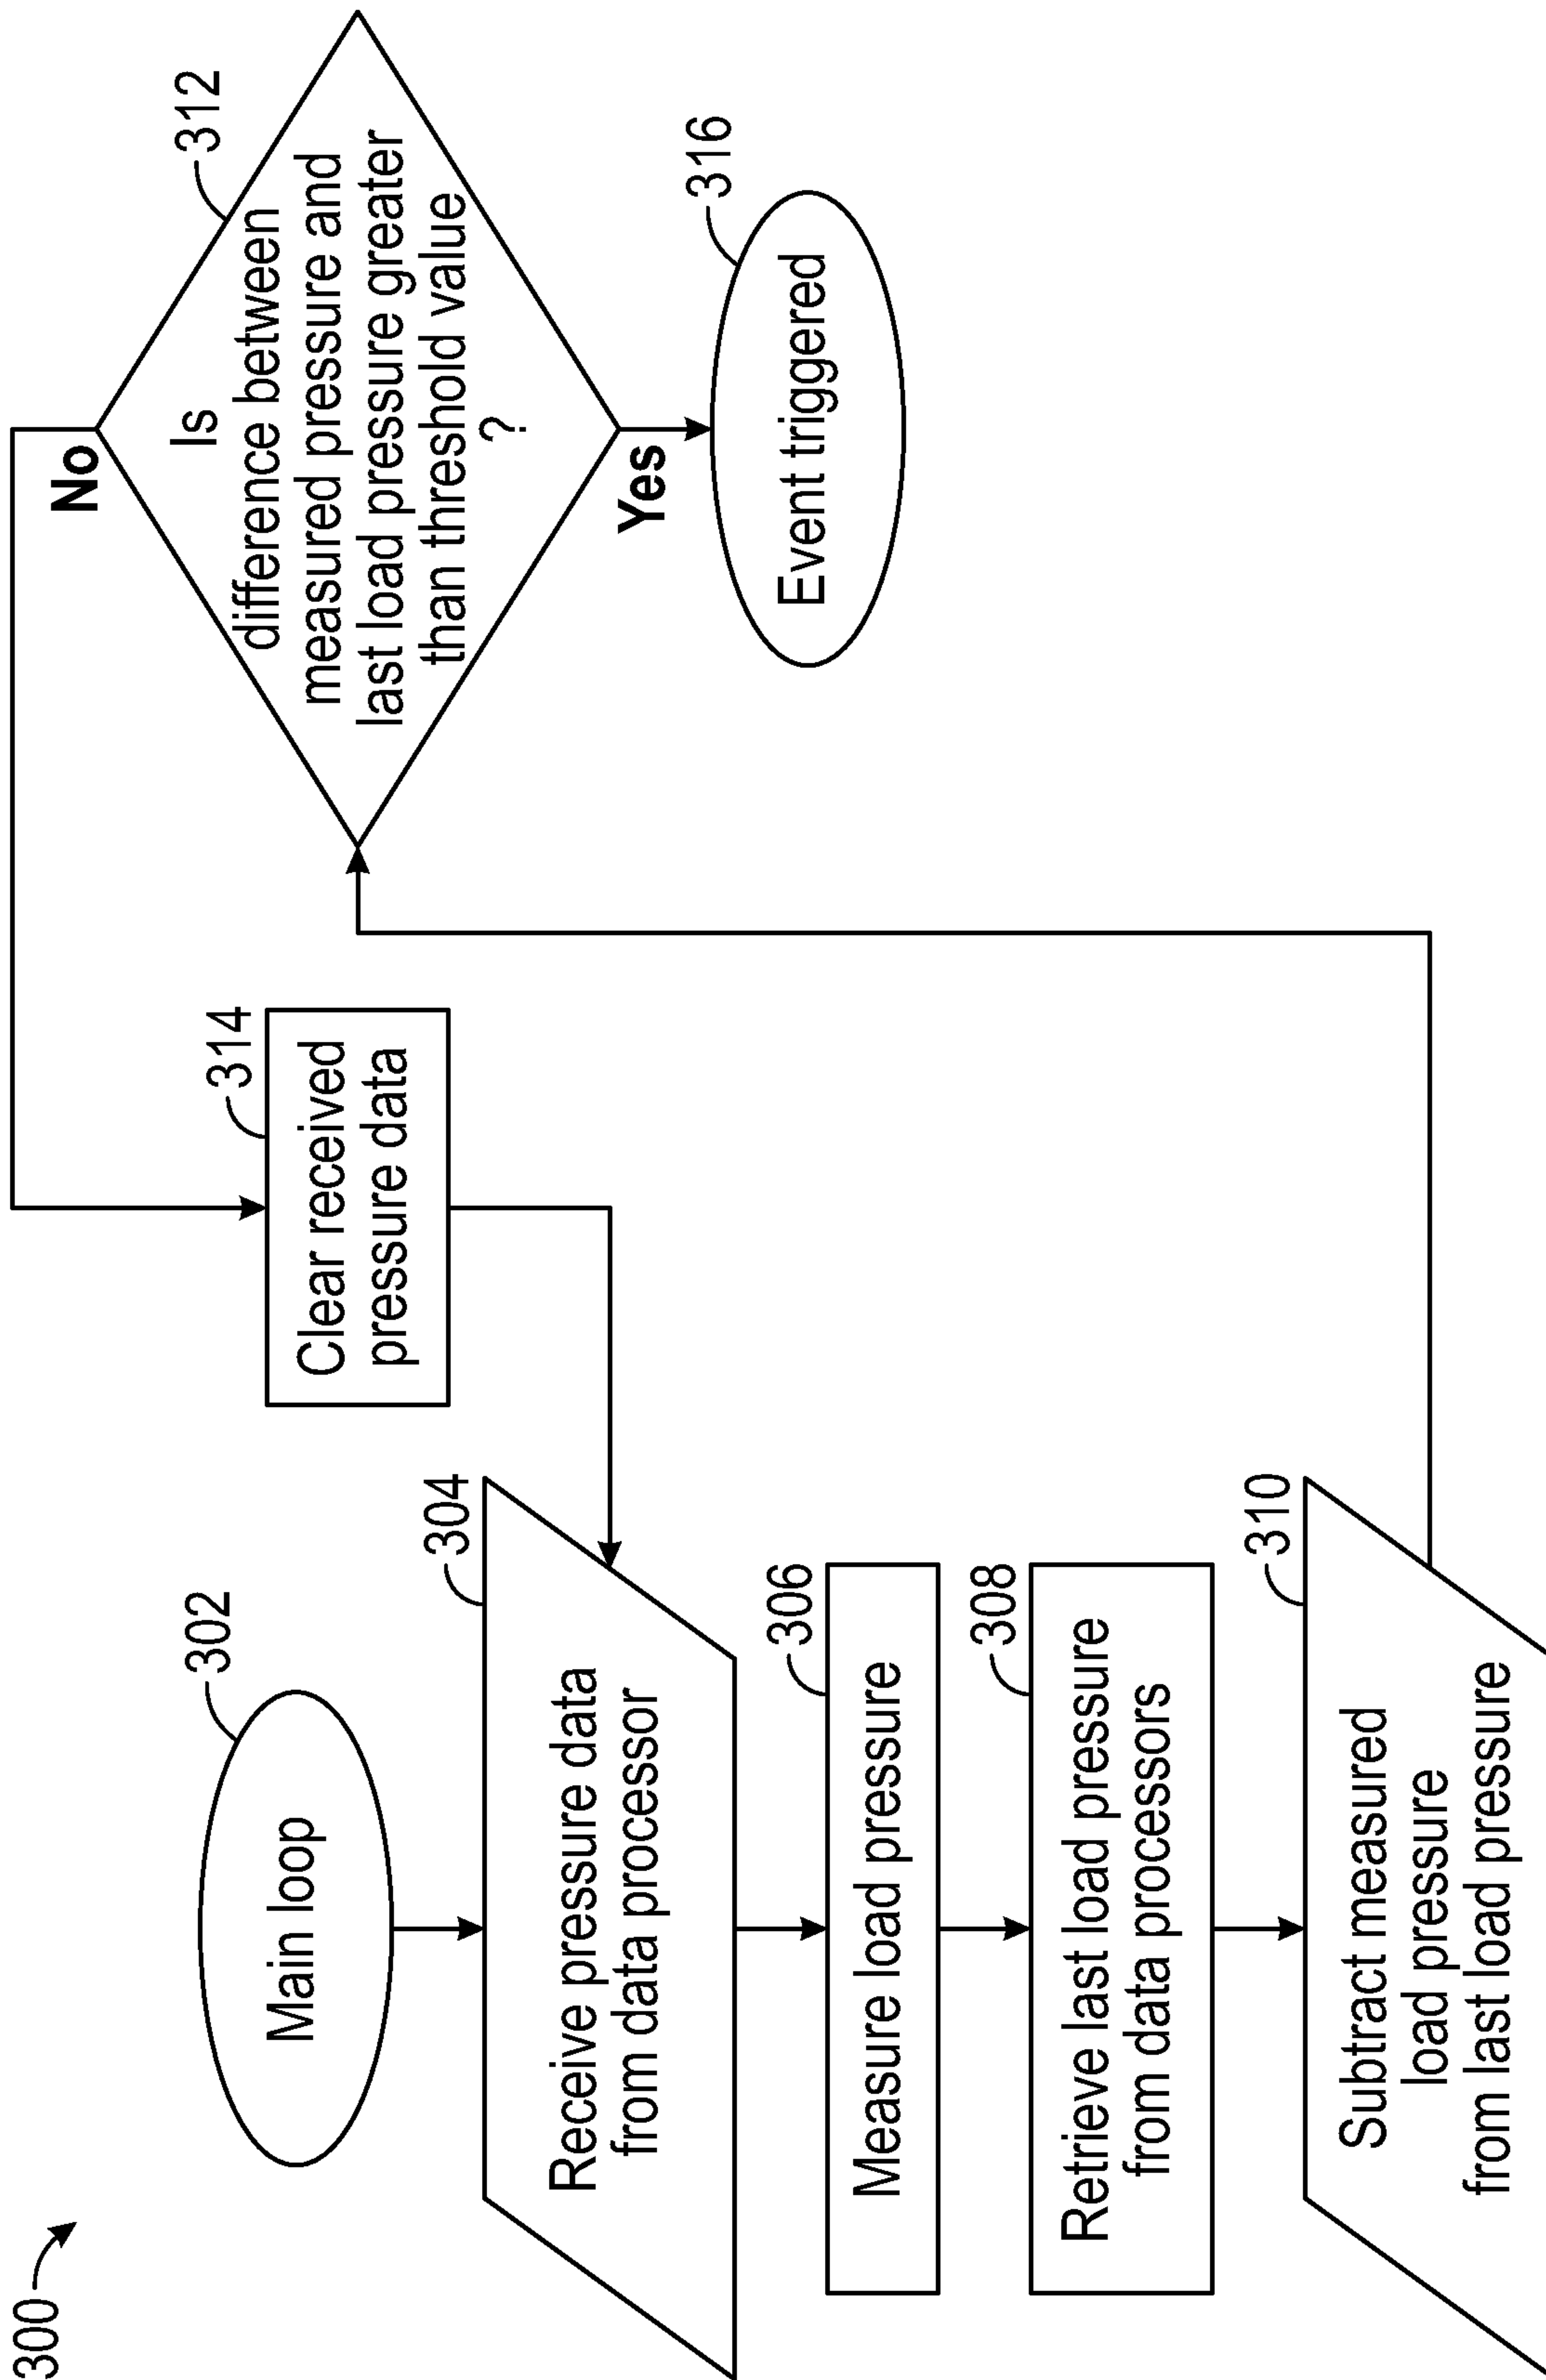 300
302
Main loop
304
Receive pressure data
from data processor
306
Measure load pressure
308
Retrieve last load pressure
from data processors
310
Subtract measured
load pressure
from last load pressure
312
Is
difference between
measured pressure and
last load pressure greater
than threshold value
?
No
Yes
314
Clear received
pressure data
316
Event triggered